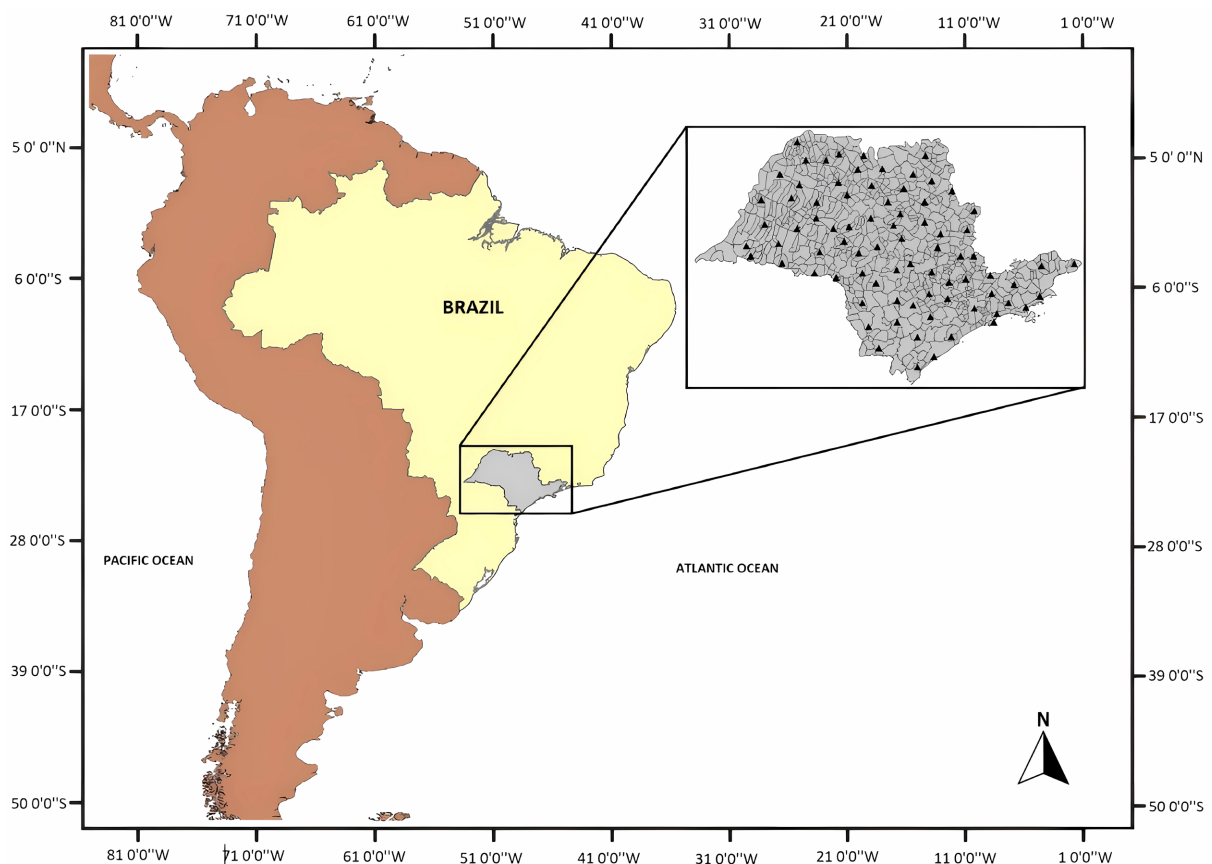 81 0'0''W 71 0'0''W 61 0'0''W 51 0'0''W 41 0'0''W 31 0'0''W 21 0'0''W 11 0'0''W 1 0'0''W
5 0' 0''N 5 0' 0''N
BRAZIL
6 0'0''S 6 0'0''S
17 0'0''S 17 0'0''S
28 0'0''S 28 0'0''S
PACIFIC OCEAN
ATLANTIC OCEAN
39 0'0''S 39 0'0''S
N
50 0'0''S 50 0'0''S
81 0'0''W 71 0'0''W 61 0'0''W 51 0'0''W 41 0'0''W 31 0'0''W 21 0'0''W 11 0'0''W 1 0'0''W